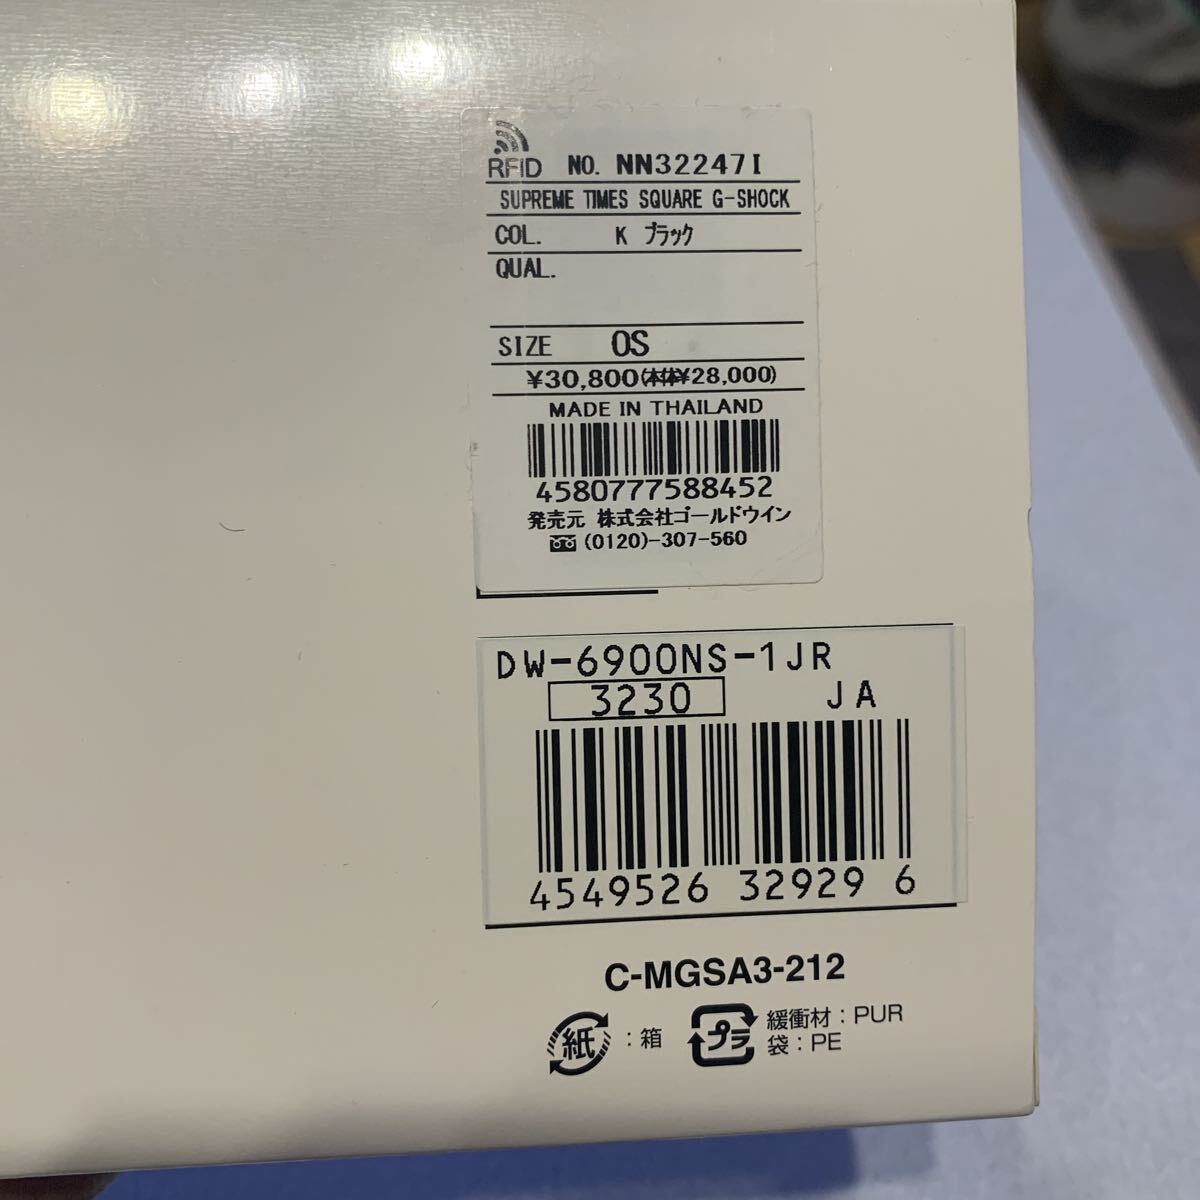 RFID NO. NN32247I
SUPREME TIMES SQUARE G-SHOCK
COL. K ブラック
QUAL.
SIZE OS
¥30,800(本体¥28,000)
MADE IN THAILAND
4580777588452
発売元 株式会社ゴールドウイン
(0120)-307-560
DW-6900NS-1JR
3230 JA
4549526 32929 6
C-MGSA3-212
紙 : 箱
プラ 緩衝材 : PUR
袋 : PE